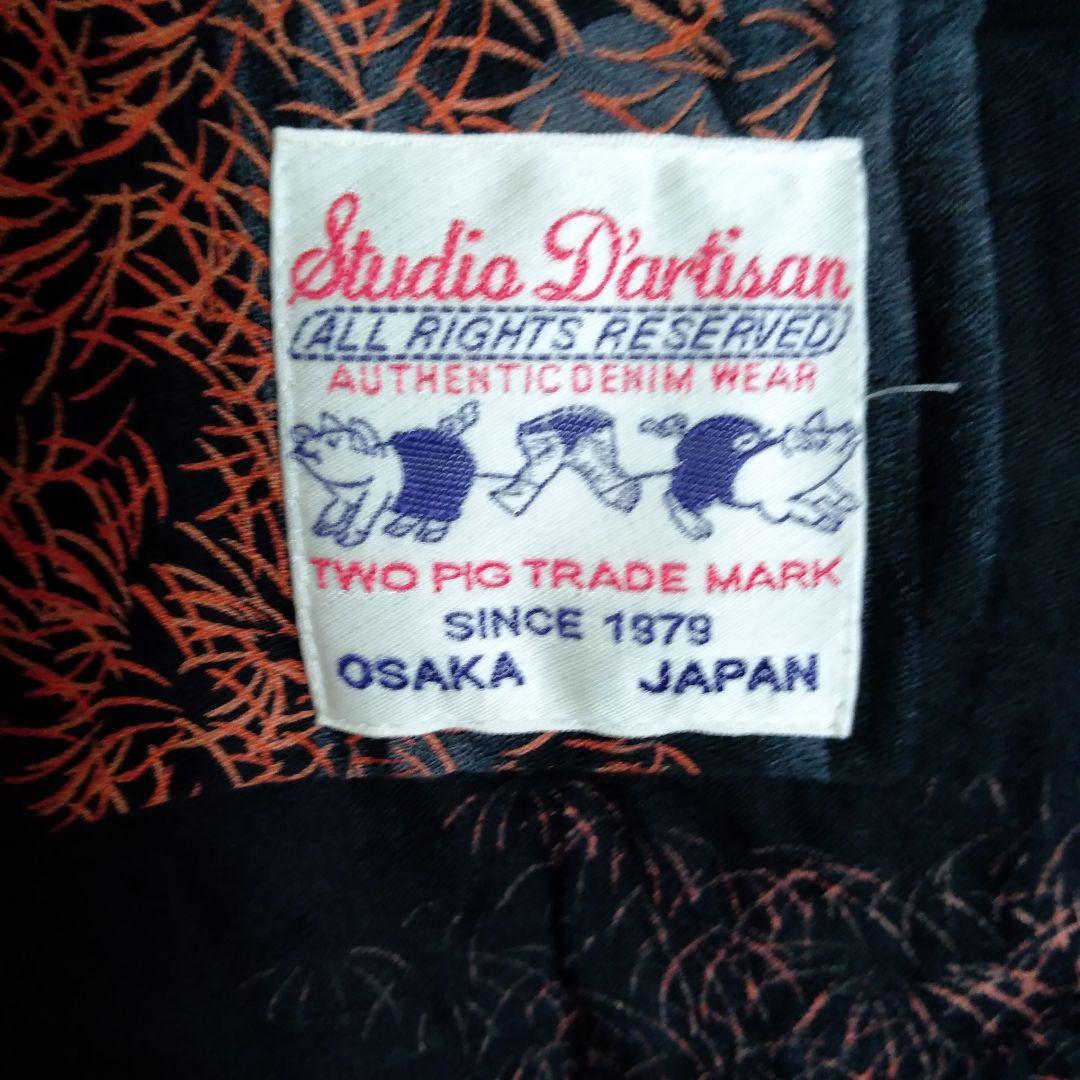 Studio D'artisan
(ALL RIGHTS RESERVED)
AUTHENTIC DENIM WEAR
TWO PIG TRADE MARK
SINCE 1979
OSAKA JAPAN